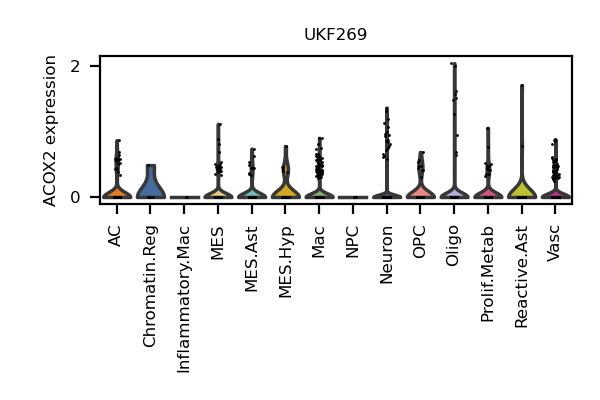 UKF269
ACOX2 expression
2
0
AC
Chromatin.Reg
Inflammatory.Mac
MES
MES.Ast
MES.Hyp
Mac
NPC
Neuron
OPC
Oligo
Prolif.Metab
Reactive.Ast
Vasc